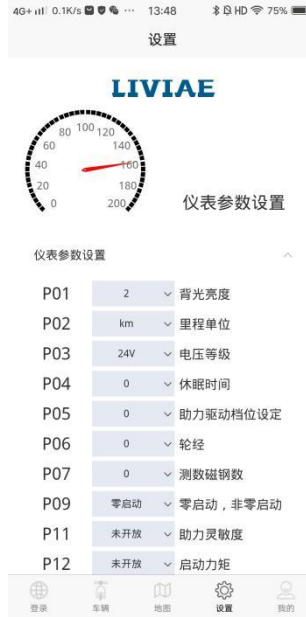 4G+ 0.1K/s ··· 13:48 HD 75%
设置
LIVIAE
0 20 40 60 80 100 120 140 160 180 200
仪表参数设置
仪表参数设置
P01 2 背光亮度
P02 km 里程单位
P03 24V 电压等级
P04 0 休眠时间
P05 0 助力驱动档位设定
P06 0 轮经
P07 0 测数磁钢数
P09 零启动 零启动，非零启动
P11 未开放 助力灵敏度
P12 未开放 启动力矩
登录 车辆 地图 设置 我的